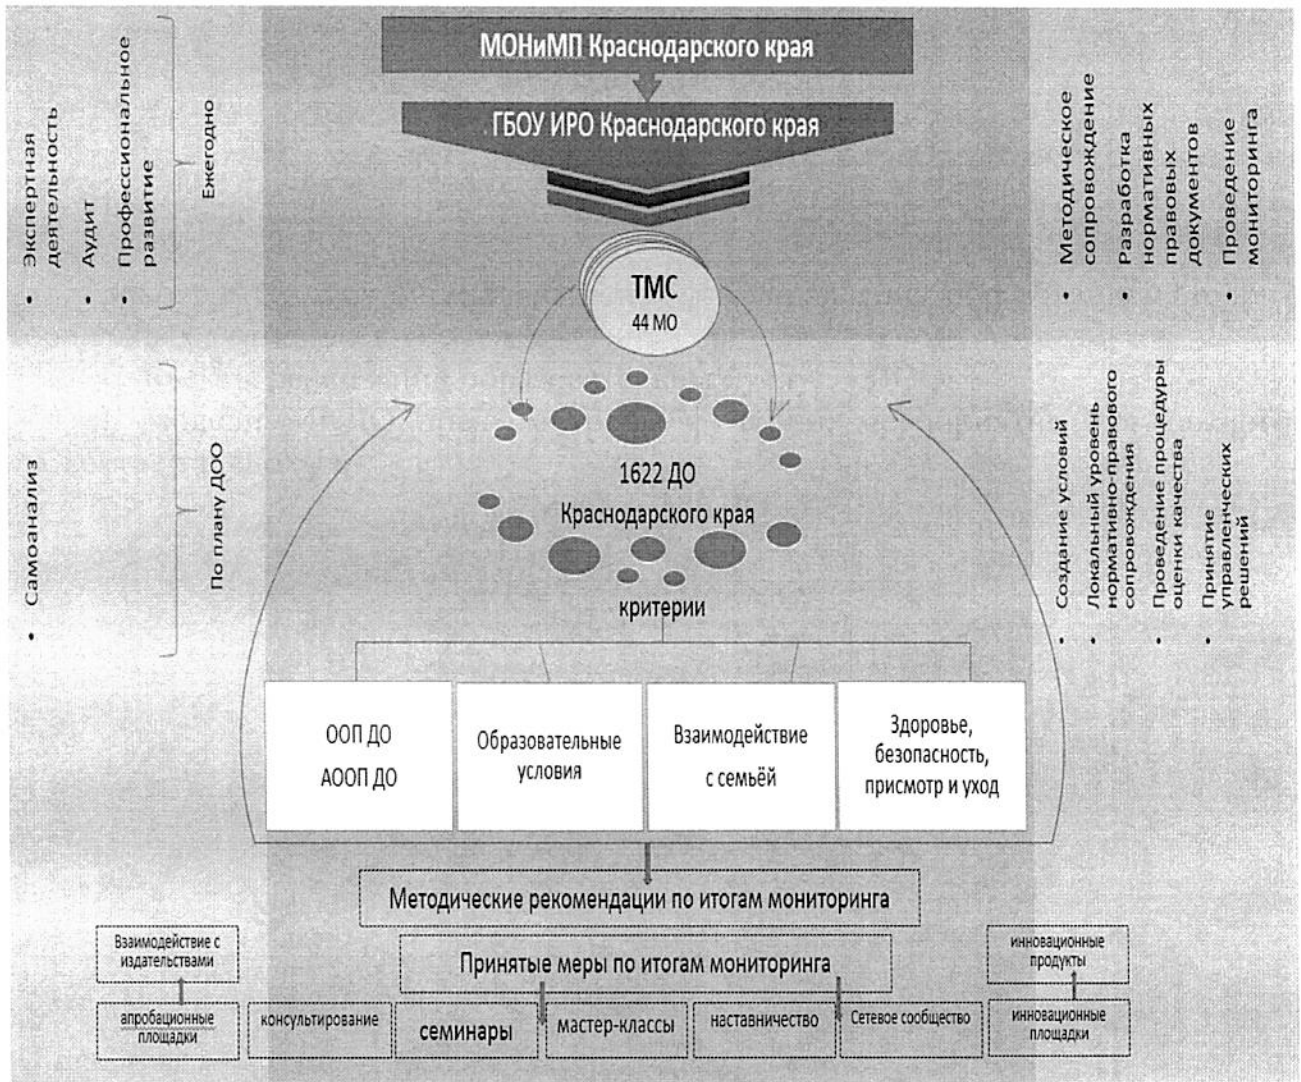 МОНиМП Краснодарского края
ГБОУ ИРО Краснодарского края
• Экспертная
деятельность
• Аудит
• Профессиональное
развитие
Ежегодно
• Методическое
сопровождение
• Разработка
нормативных
правовых
документов
• Проведение
мониторинга
ТМС
44 МО
• Самоанализ
По плану ДОО
1622 ДО
Краснодарского края
критерии
• Создание условий
• Локальный уровень
нормативно-правового
сопровождения
• Проведение процедуры
оценки качества
• Принятие
управленческих
решений
ООП ДО
АООП ДО
Образовательные
условия
Взаимодействие
с семьёй
Здоровье,
безопасность,
присмотр и уход
Методические рекомендации по итогам мониторинга
Взаимодействие с
издательствами
Принятые меры по итогам мониторинга
инновационные
продукты
апробационные
площадки
консультирование
семинары
мастер-классы
наставничество
Сетевое сообщество
инновационные
площадки